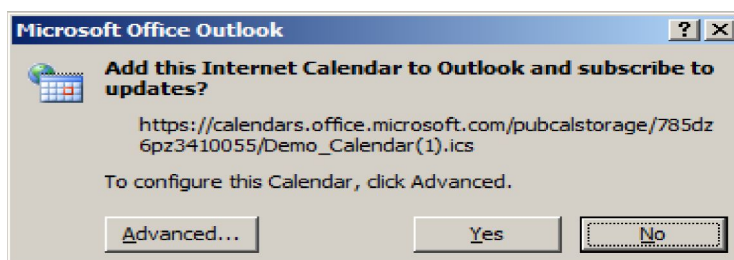 Microsoft Office Outlook
Add this Internet Calendar to Outlook and subscribe to
updates?
https://calendars.office.microsoft.com/pubcalstorage/785dz
6pz3410055/Demo_Calendar(1).ics
To configure this Calendar, click Advanced.
Advanced... Yes No